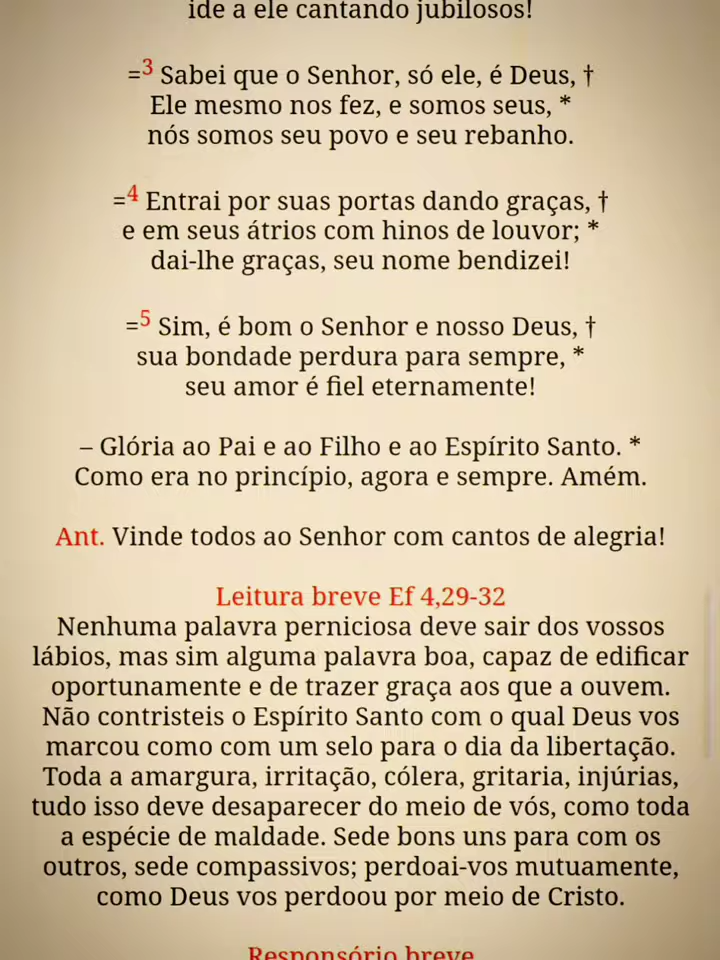 ide a ele cantando jubilosos!
=3 Sabei que o Senhor, só ele, é Deus, †
Ele mesmo nos fez, e somos seus, *
nós somos seu povo e seu rebanho.
=4 Entrai por suas portas dando graças, †
e em seus átrios com hinos de louvor; *
dai-lhe graças, seu nome bendizei!
=5 Sim, é bom o Senhor e nosso Deus, †
sua bondade perdura para sempre, *
seu amor é fiel eternamente!
– Glória ao Pai e ao Filho e ao Espírito Santo. *
Como era no princípio, agora e sempre. Amém.
Ant. Vinde todos ao Senhor com cantos de alegria!
Leitura breve Ef 4,29-32
Nenhuma palavra perniciosa deve sair dos vossos
lábios, mas sim alguma palavra boa, capaz de edificar
oportunamente e de trazer graça aos que a ouvem.
Não contristeis o Espírito Santo com o qual Deus vos
marcou como com um selo para o dia da libertação.
Toda a amargura, irritação, cólera, gritaria, injúrias,
tudo isso deve desaparecer do meio de vós, como toda
a espécie de maldade. Sede bons uns para com os
outros, sede compassivos; perdoai-vos mutuamente,
como Deus vos perdoou por meio de Cristo.
Responsório breve